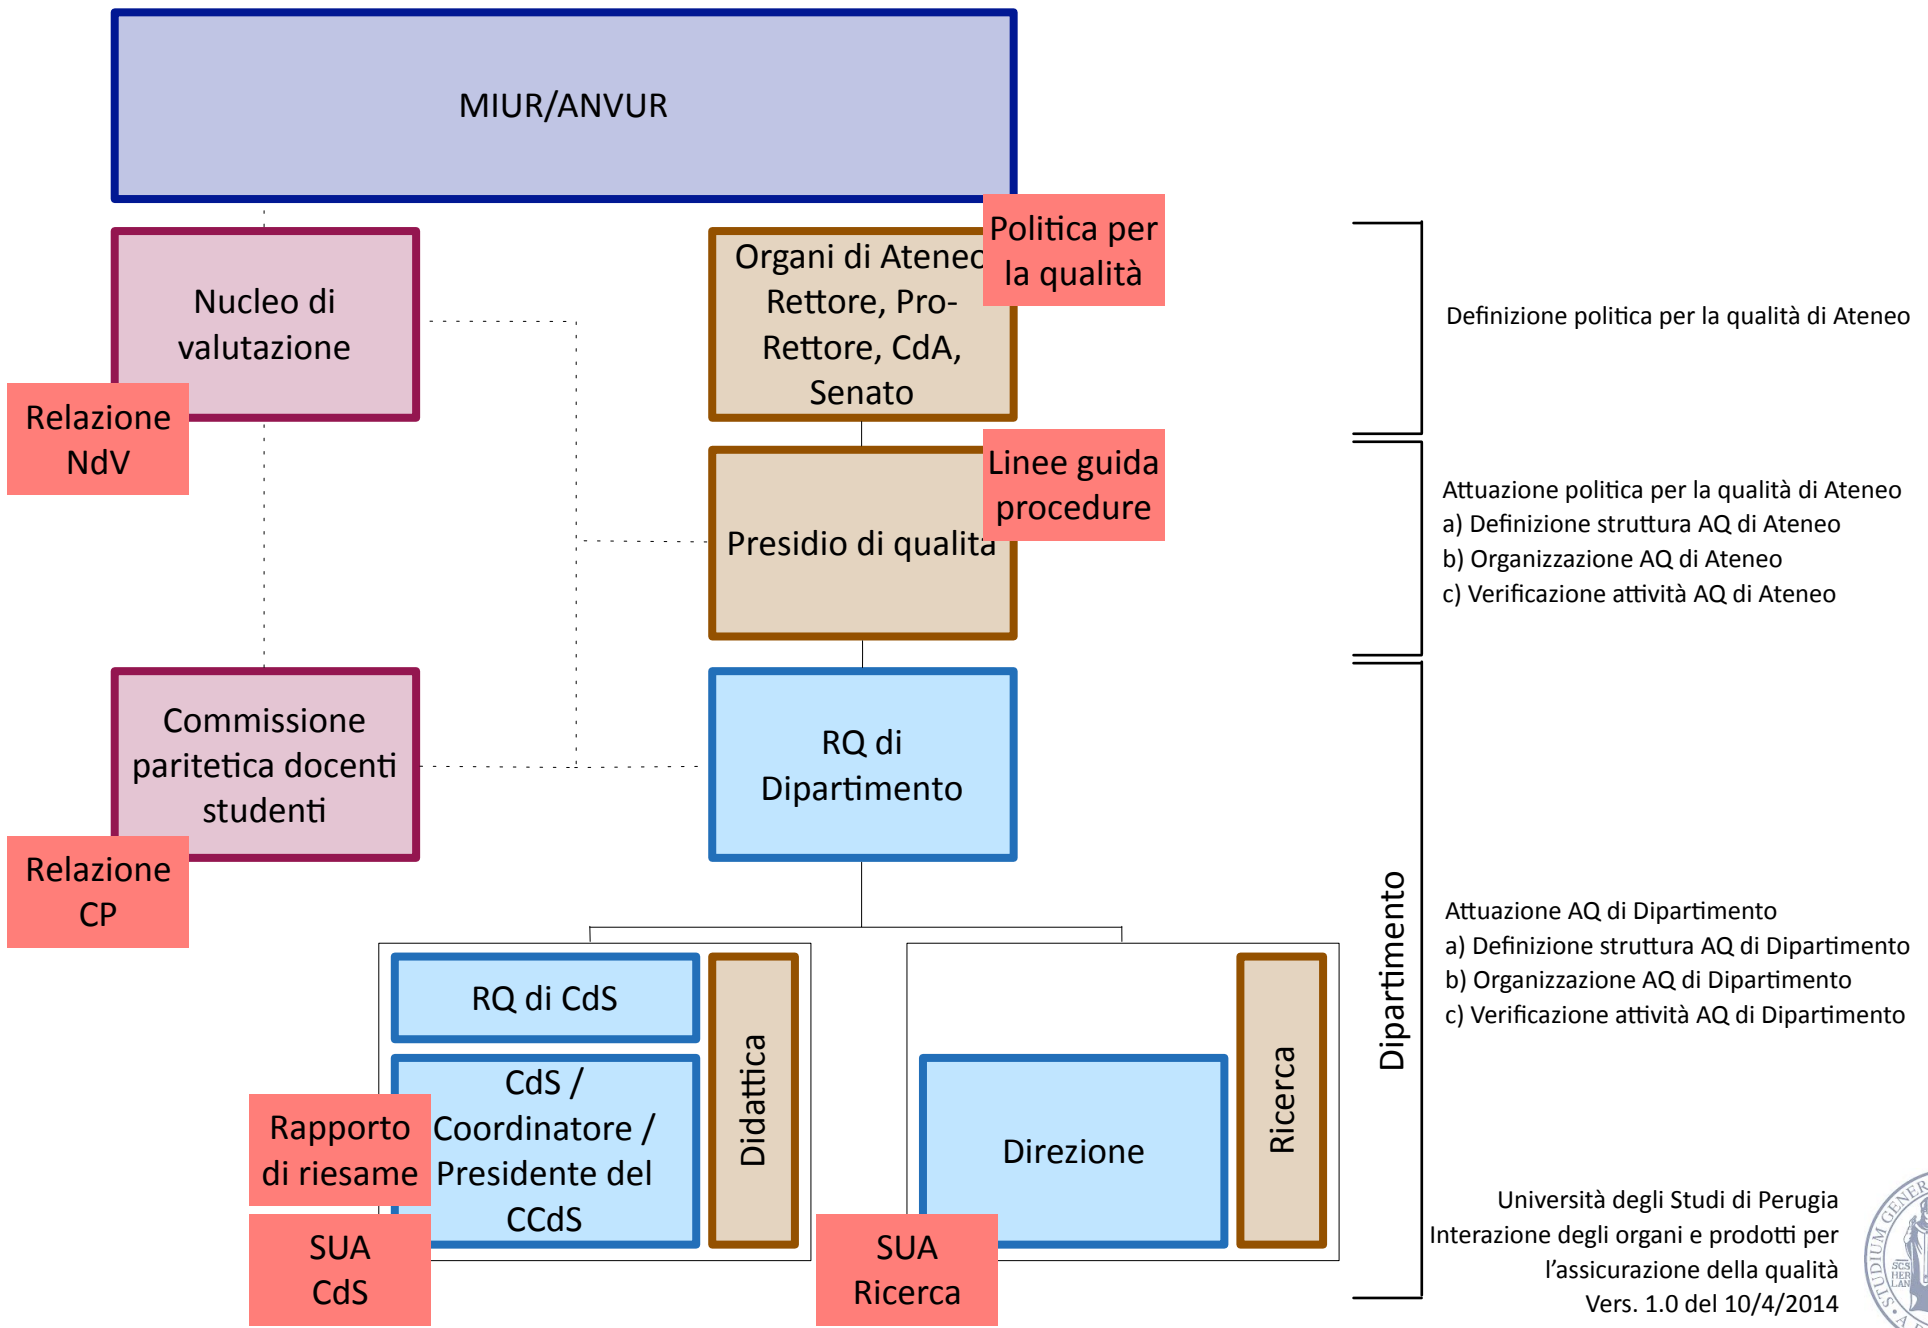 MIUR/ANVUR
Politica per
la qualità
Organi di Ateneo
Rettore, Pro-
Rettore, CdA,
Senato
Nucleo di
valutazione
Relazione
NdV
Definizione politica per la qualità di Ateneo
Linee guida
procedure
Presidio di qualità
Attuazione politica per la qualità di Ateneo
a) Definizione struttura AQ di Ateneo
b) Organizzazione AQ di Ateneo
c) Verificazione attività AQ di Ateneo
Commissione
paritetica docenti
studenti
Relazione
CP
RQ di
Dipartimento
Dipartimento
Attuazione AQ di Dipartimento
a) Definizione struttura AQ di Dipartimento
b) Organizzazione AQ di Dipartimento
c) Verificazione attività AQ di Dipartimento
RQ di CdS
CdS /
Coordinatore /
Presidente del
CCdS
Didattica
Rapporto
di riesame
SUA
CdS
Direzione
Ricerca
SUA
Ricerca
Università degli Studi di Perugia
Interazione degli organi e prodotti per
l'assicurazione della qualità
Vers. 1.0 del 10/4/2014
STUDIUM